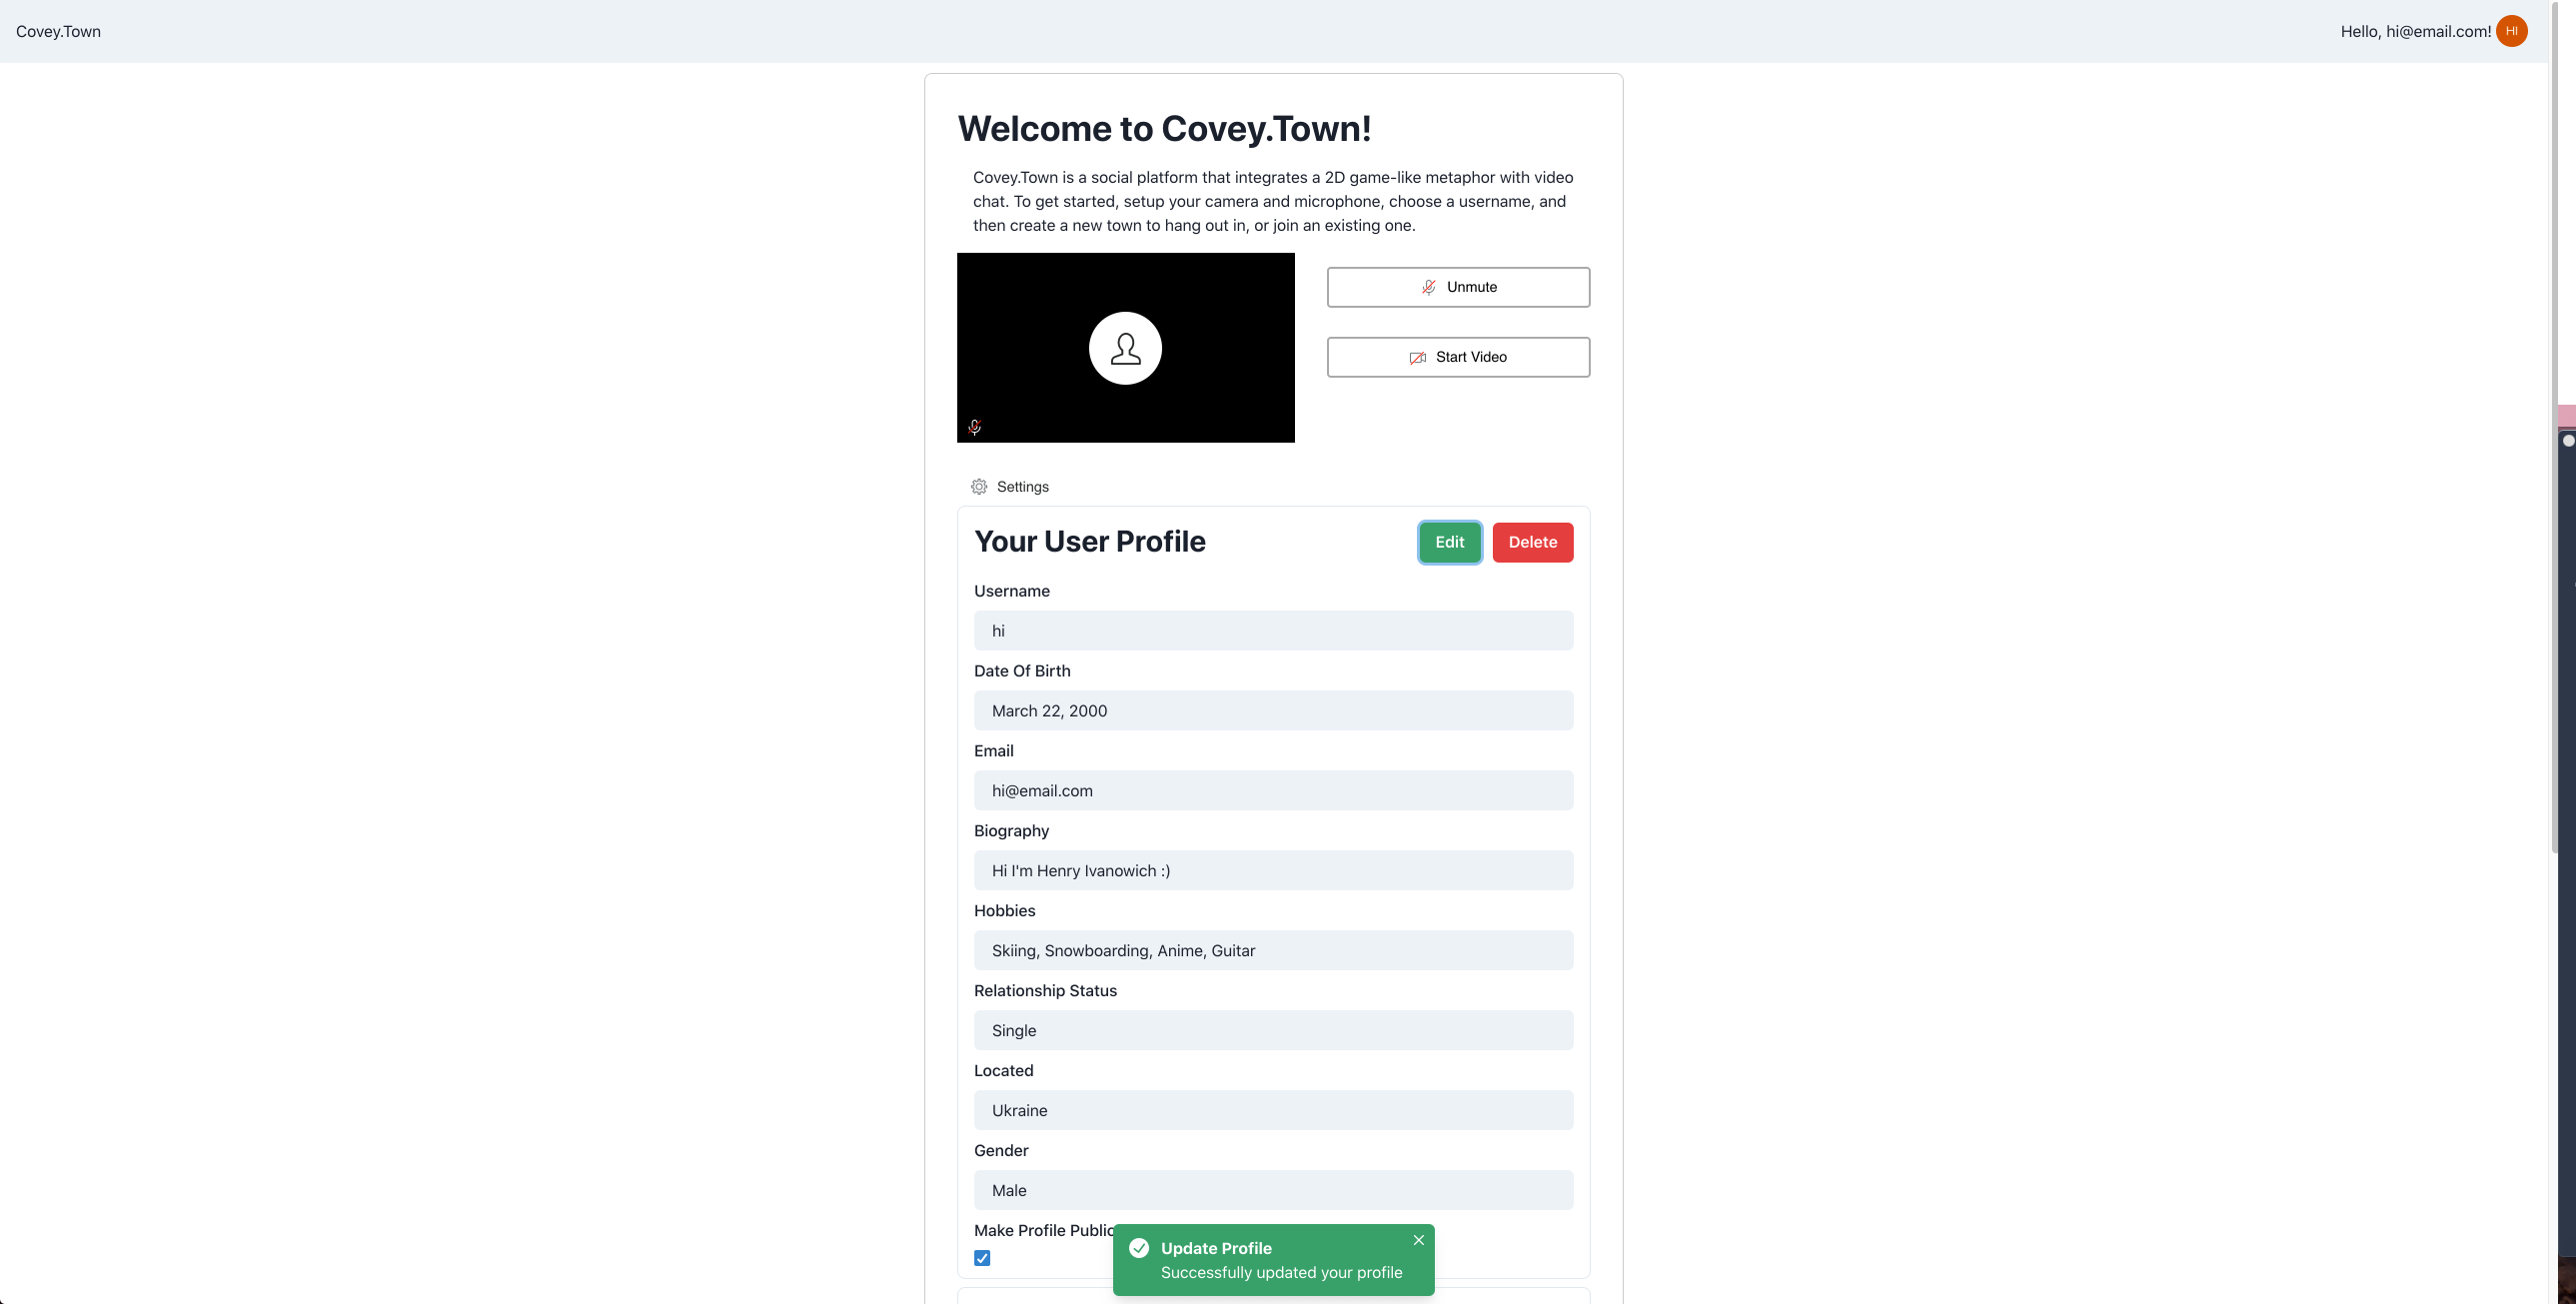 Covey.Town
Hello, hi@email.com!
HI
Welcome to Covey.Town!
Covey.Town is a social platform that integrates a 2D game-like metaphor with video
chat. To get started, setup your camera and microphone, choose a username, and
then create a new town to hang out in, or join an existing one.
Unmute
Start Video
Settings
Your User Profile
Edit
Delete
Username
hi
Date Of Birth
March 22, 2000
Email
hi@email.com
Biography
Hi I'm Henry Ivanowich :)
Hobbies
Skiing, Snowboarding, Anime, Guitar
Relationship Status
Single
Located
Ukraine
Gender
Male
Make Profile Public
Update Profile
Successfully updated your profile